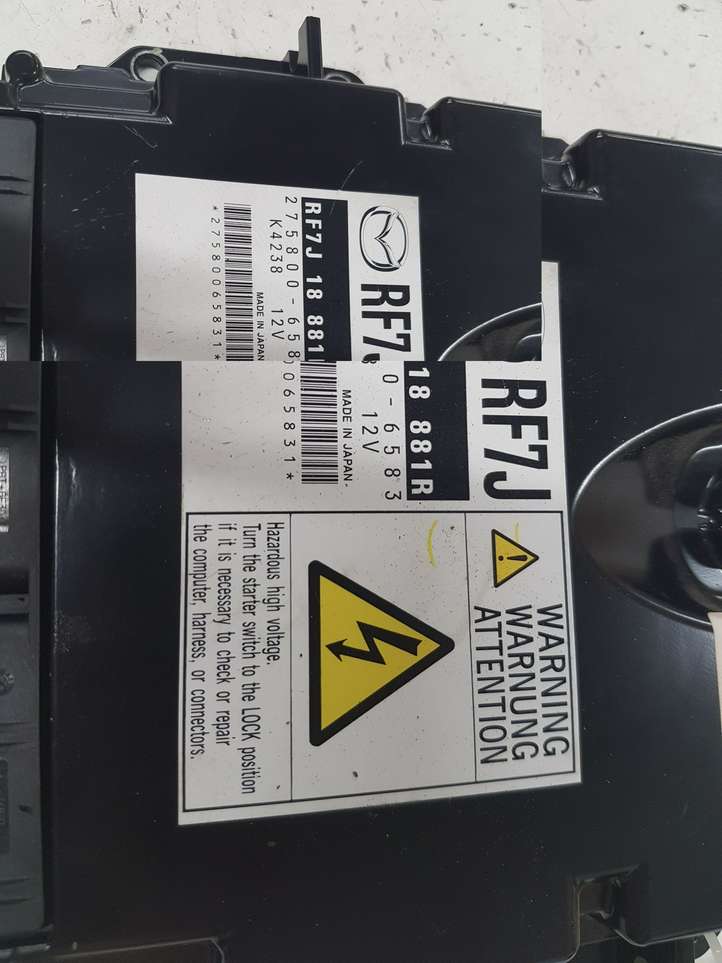 RF7J
RF7J 18 881
275800-658
K4238 12V
MADE IN JAPAN
*27580065831*
RF7J
18 881R
0-6583
12V
MADE IN JAPAN.
065831*
WARNING
WARNUNG
ATTENTION
Hazardous high voltage.
Turn the starter switch to the LOCK position
if it is necessary to check or repair
the computer, harness, or connectors.